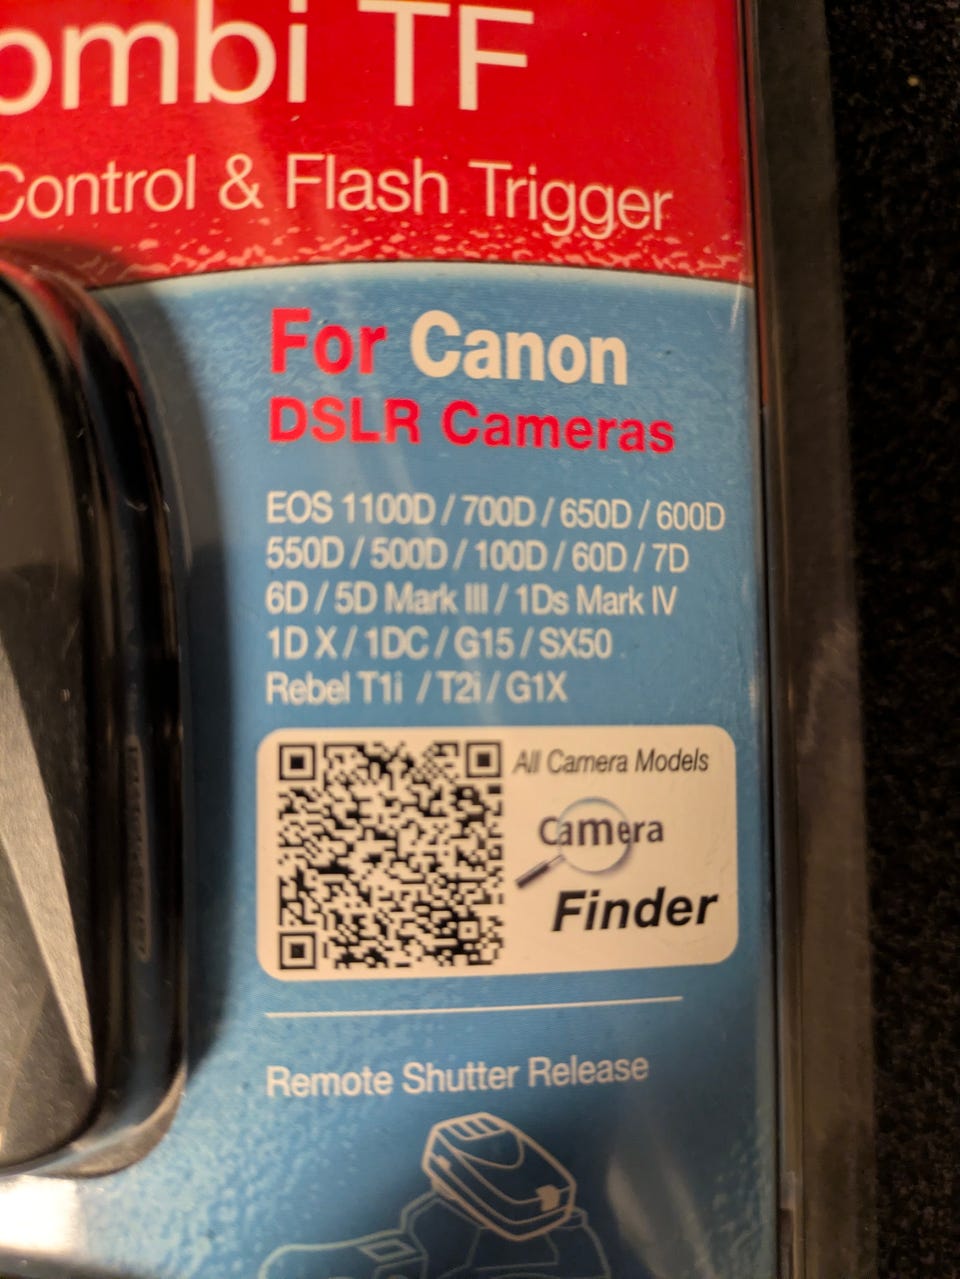 ombi TF
Control & Flash Trigger
For Canon
DSLR Cameras
EOS 1100D / 700D / 650D / 600D
550D / 500D / 100D / 60D / 7D
6D / 5D Mark III / 1Ds Mark IV
1D X / 1DC / G15 / SX50
Rebel T1i / T2i / G1X
All Camera Models
Camera
Finder
Remote Shutter Release